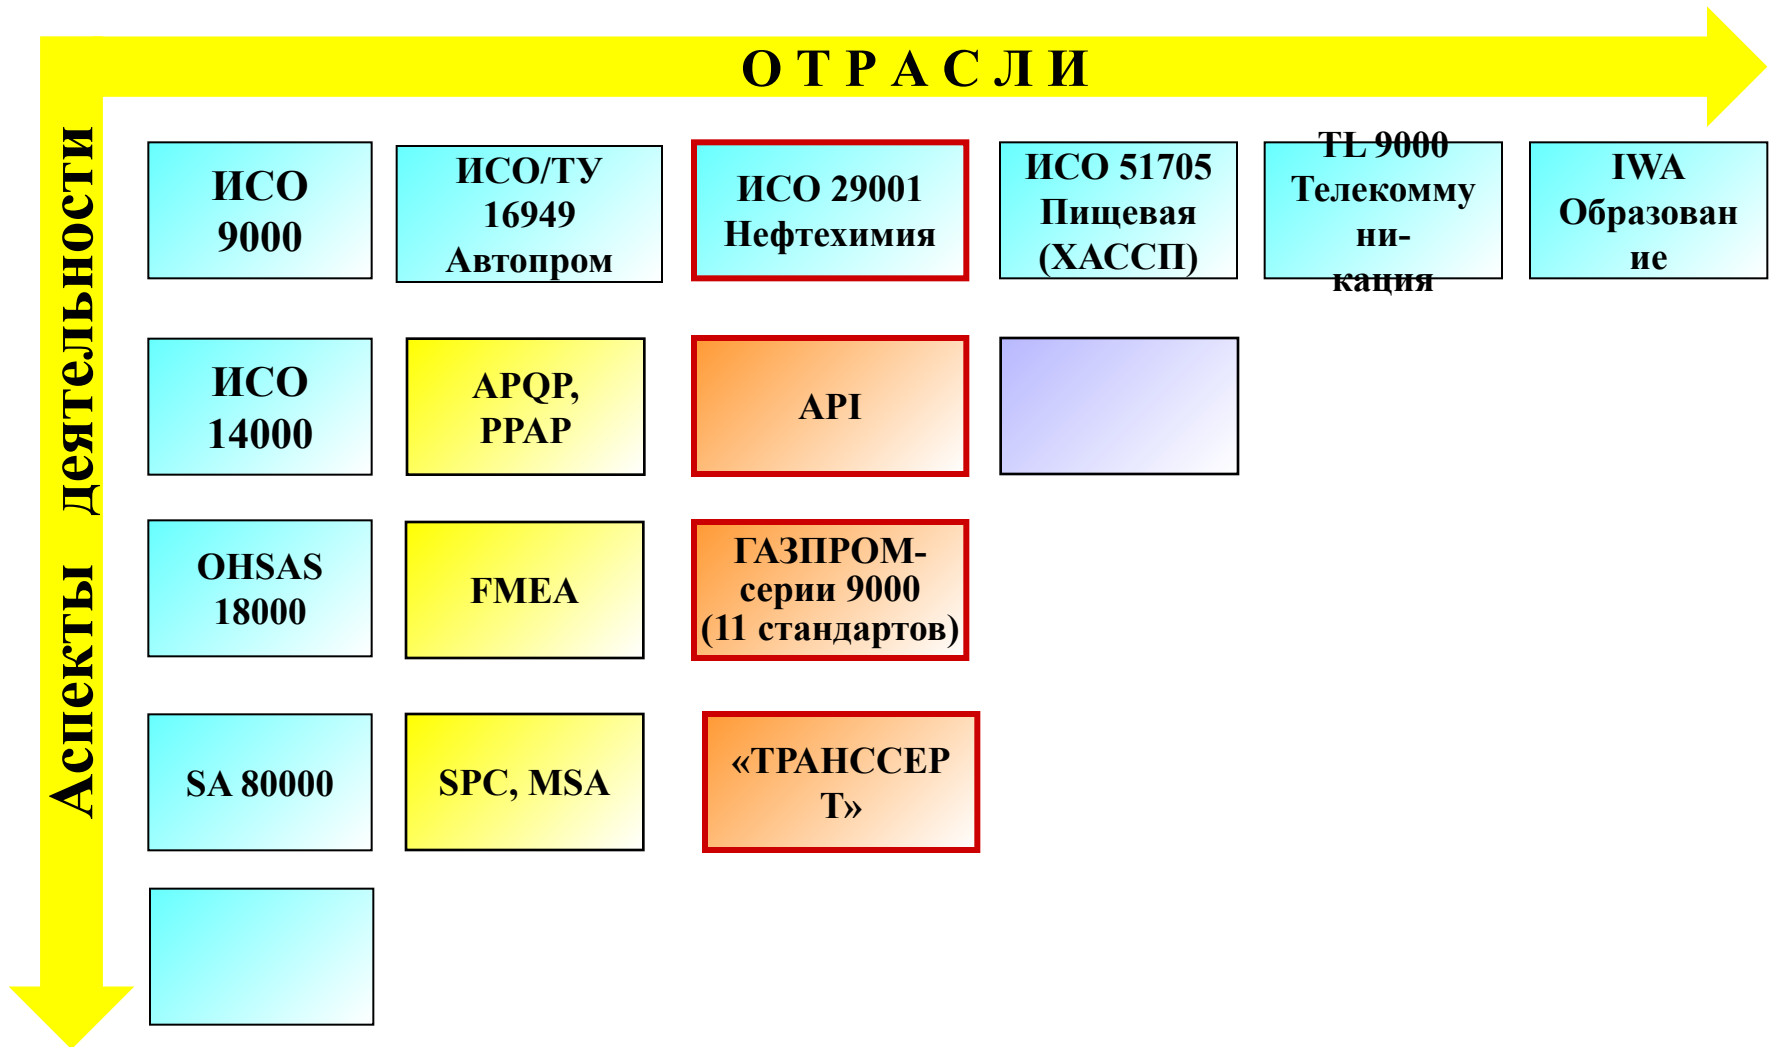 О Т Р А С Л И
Аспекты деятельности
ИСО
9000
ИСО/ТУ
16949
Автопром
ИСО 29001
Нефтехимия
ИСО 51705
Пищевая
(ХАССП)
TL 9000
Телекомму
ни-
кация
IWA
Образован
ие
ИСО
14000
APQP,
PPAP
API
OHSAS
18000
FMEA
ГАЗПРОМ-
серии 9000
(11 стандартов)
SA 80000
SPC, MSA
«ТРАНССЕР
Т»